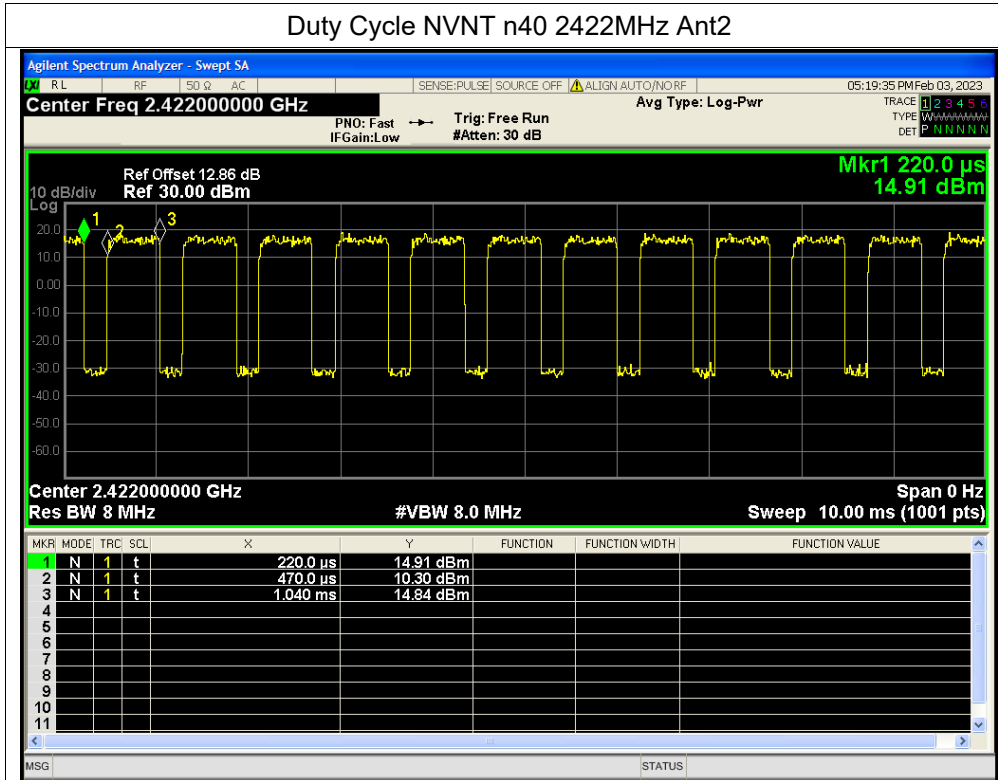 Duty Cycle NVNT n40 2422MHz Ant2
Agilent Spectrum Analyzer - Swept SA
LXI RL RF 50 Ω AC SENSE:PULSE SOURCE OFF ALIGN AUTO/NORF 05:19:35 PMFeb 03, 2023
Center Freq 2.422000000 GHz Avg Type: Log-Pwr TRACE 1 2 3 4 5 6
PNO: Fast Trig: Free Run TYPE WWWWWW
IFGain:Low #Atten: 30 dB DET P N N N N N
Mkr1 220.0 µs
14.91 dBm
Ref Offset 12.86 dB
10 dB/div Ref 30.00 dBm
Log
1 2 3
20.0
10.0
0.00
-10.0
-20.0
-30.0
-40.0
-50.0
-60.0
Center 2.422000000 GHz Span 0 Hz
Res BW 8 MHz #VBW 8.0 MHz Sweep 10.00 ms (1001 pts)
MKR MODE TRC SCL X Y FUNCTION FUNCTION WIDTH FUNCTION VALUE
1 N 1 t 220.0 µs 14.91 dBm
2 N 1 t 470.0 µs 10.30 dBm
3 N 1 t 1.040 ms 14.84 dBm
4
5
6
7
8
9
10
11
MSG STATUS